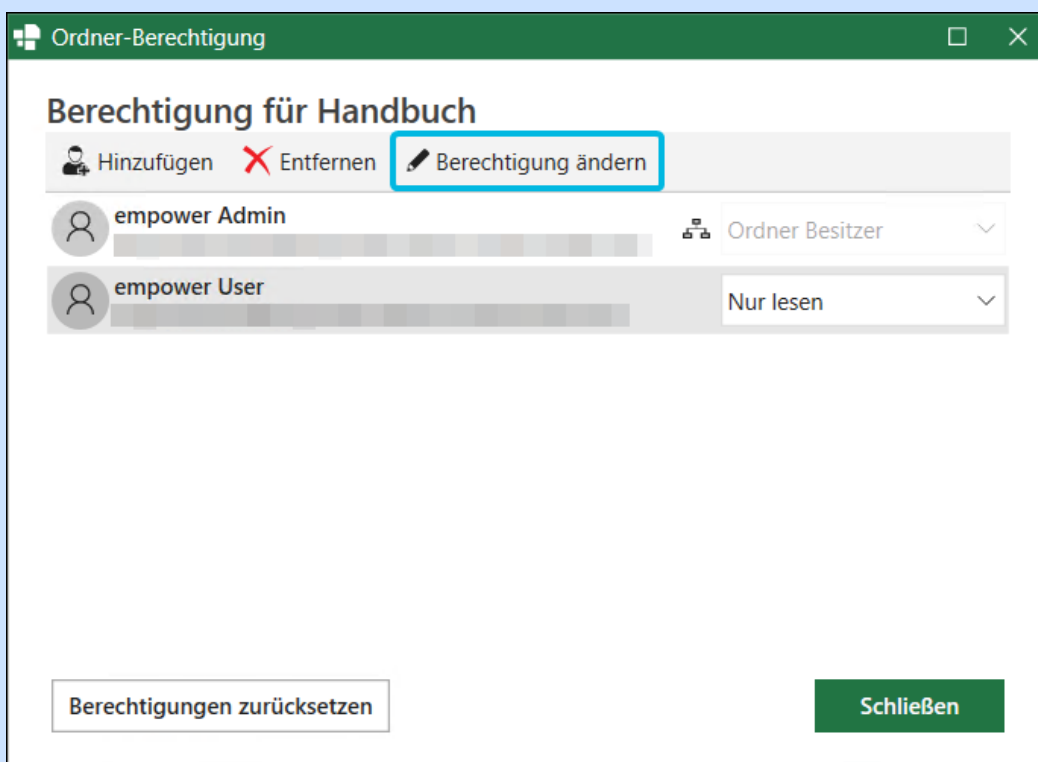 Ordner-Berechtigung
Berechtigung für Handbuch
Hinzufügen Entfernen Berechtigung ändern
empower Admin
Ordner Besitzer
empower User
Nur lesen
Berechtigungen zurücksetzen Schließen